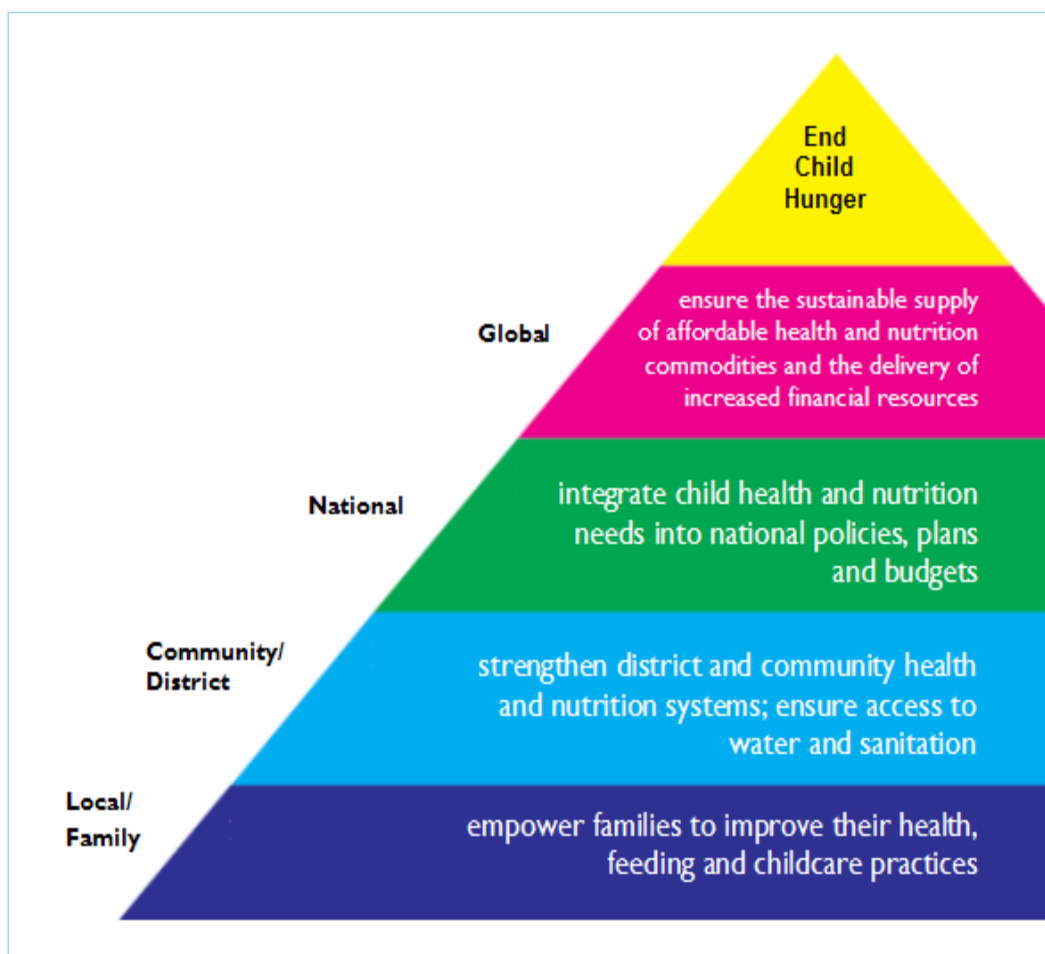 End
Child
Hunger
Global
ensure the sustainable supply
of affordable health and nutrition
commodities and the delivery of
increased financial resources
National
integrate child health and nutrition
needs into national policies, plans
and budgets
Community/
District
strengthen district and community health
and nutrition systems; ensure access to
water and sanitation
Local/
Family
empower families to improve their health,
feeding and childcare practices